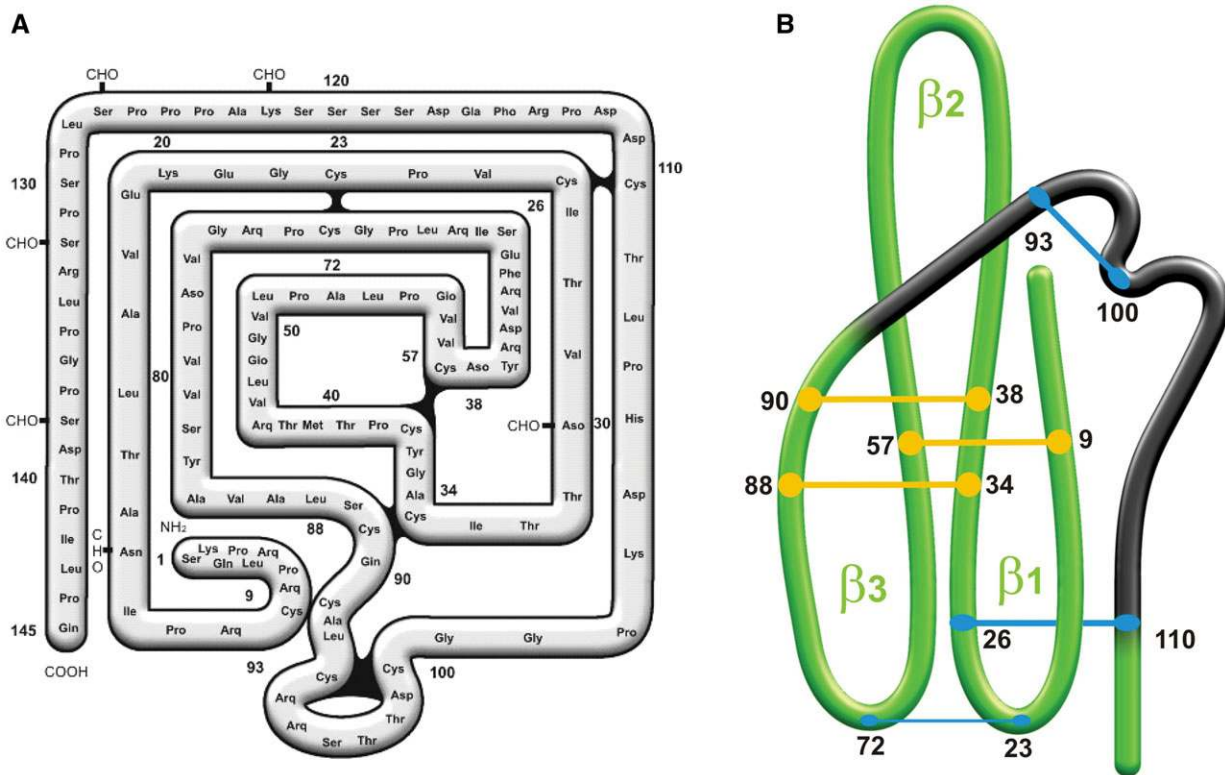 A
CHO
CHO
120
Ser Pro Pro Pro Ala Lys Ser Ser Ser Ser Asp Gla Pho Arg Pro Asp
Leu
Pro
130
Ser
Pro
CHO
Ser
Arg
Leu
Pro
Gly
Pro
CHO
Ser
Asp
140
Thr
Pro
Ile
Leu
Pro
145
Gin
COOH
Asp
110
Cys
Thr
Leu
Pro
His
Asp
Lys
Pro
Gly
Gly
100
20
23
Lys Glu Gly Cys Pro Val Cys
Glu
Val
Ala
Leu
Thr
Ala
CHO
Asn
Ile
Pro
Arq
26
Ile
Thr
Val
CHO
Aso
30
Thr
Thr
Ile
Cys
34
Ala
Gly
Tyr
Cys
38
Gly Arq Pro Cys Gly Pro Leu Arq Ile Ser
72
Val
Aso
Pro
80
Val
Val
Ser
Tyr
Ala Val Ala Leu Ser
88
Cys
Gin
90
Cys
Ala
Leu
93
Cys
Arq
Arq
Ser
Thr
Thr
Asp
Cys
Glu
Phe
Arq
Val
Asp
Arq
Tyr
Aso
Cys
57
Val
Val
Leu Pro Ala Leu Pro Gio
50
Val
Gly
Gio
Leu
Val
40
Arq Thr Met Thr Pro
NH₂
1
Ser Lys Gln Pro Leu Arq Pro
9
Arq
Cys
B
β2
93
100
90
38
57
9
88
34
β3
β1
26
110
72
23